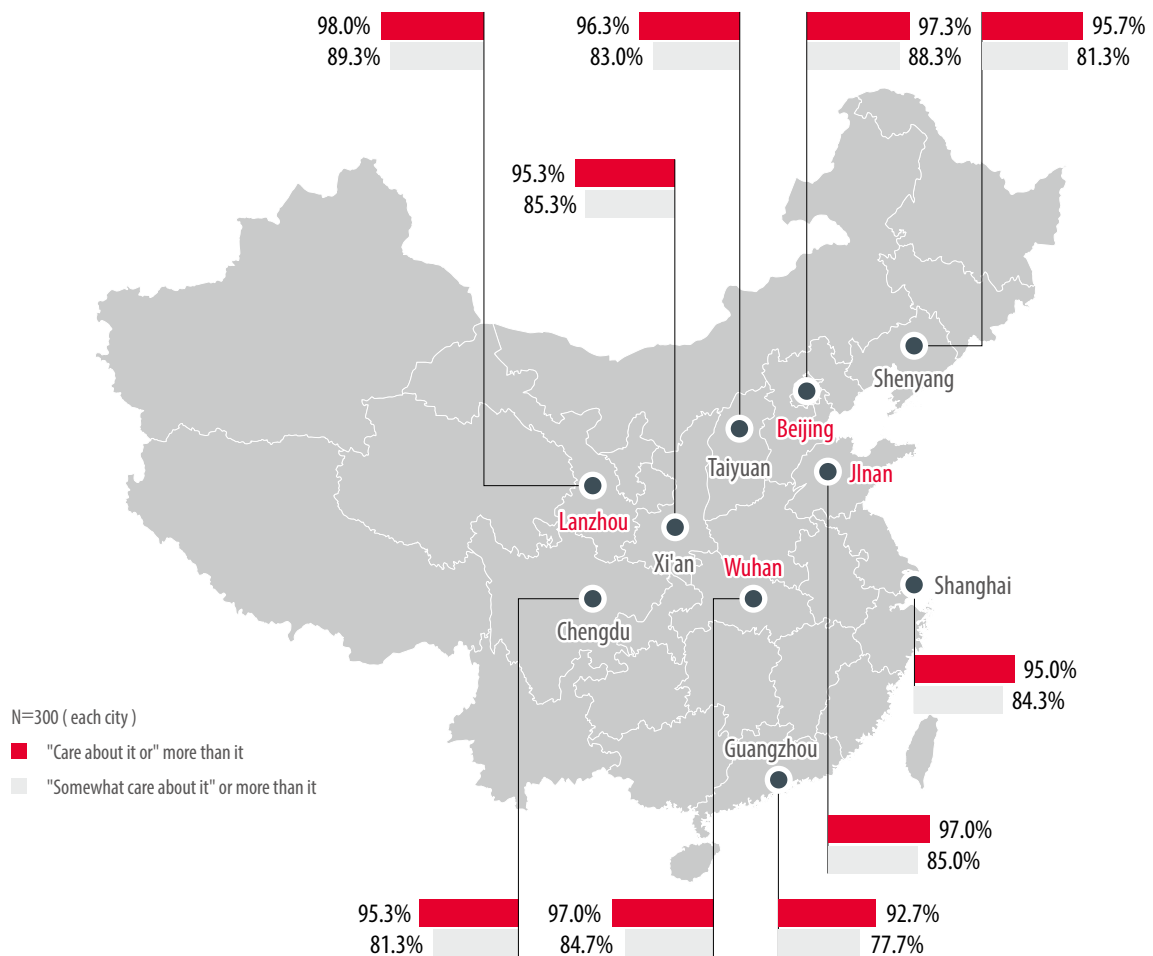 98.0%
89.3%
96.3%
83.0%
97.3%
88.3%
95.7%
81.3%
95.3%
85.3%
Shenyang
Beijing
Taiyuan
JInan
Lanzhou
Xi'an
Wuhan
Shanghai
Chengdu
95.0%
84.3%
N=300 ( each city )
"Care about it or" more than it
"Somewhat care about it" or more than it
Guangzhou
97.0%
85.0%
95.3%
81.3%
97.0%
84.7%
92.7%
77.7%